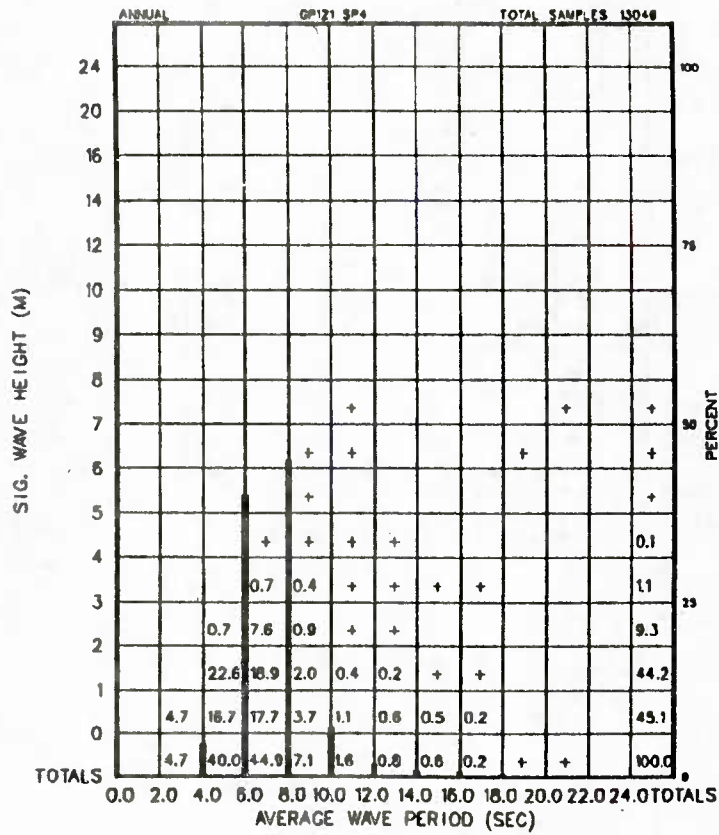 ANNUAL GP121 SP4 TOTAL SAMPLES 13046
24 100
20
16
14
12 75
10
9
8
7 + + + 50
6 + + + +
5 + +
4 + + + + 0.1
3 0.7 0.4 + + + + 1.1 25
2 0.7 7.6 0.9 + + 9.3
1 22.6 18.9 2.0 0.4 0.2 + + 44.2
0 4.7 16.7 17.7 3.7 1.1 0.6 0.5 0.2 45.1
TOTALS 4.7 40.0 44.9 7.1 1.6 0.8 0.6 0.2 + + 100.0 0
0.0 2.0 4.0 6.0 8.0 10.0 12.0 14.0 16.0 18.0 20.0 22.0 24.0 TOTALS
AVERAGE WAVE PERIOD (SEC)
SIG. WAVE HEIGHT (M)
PERCENT